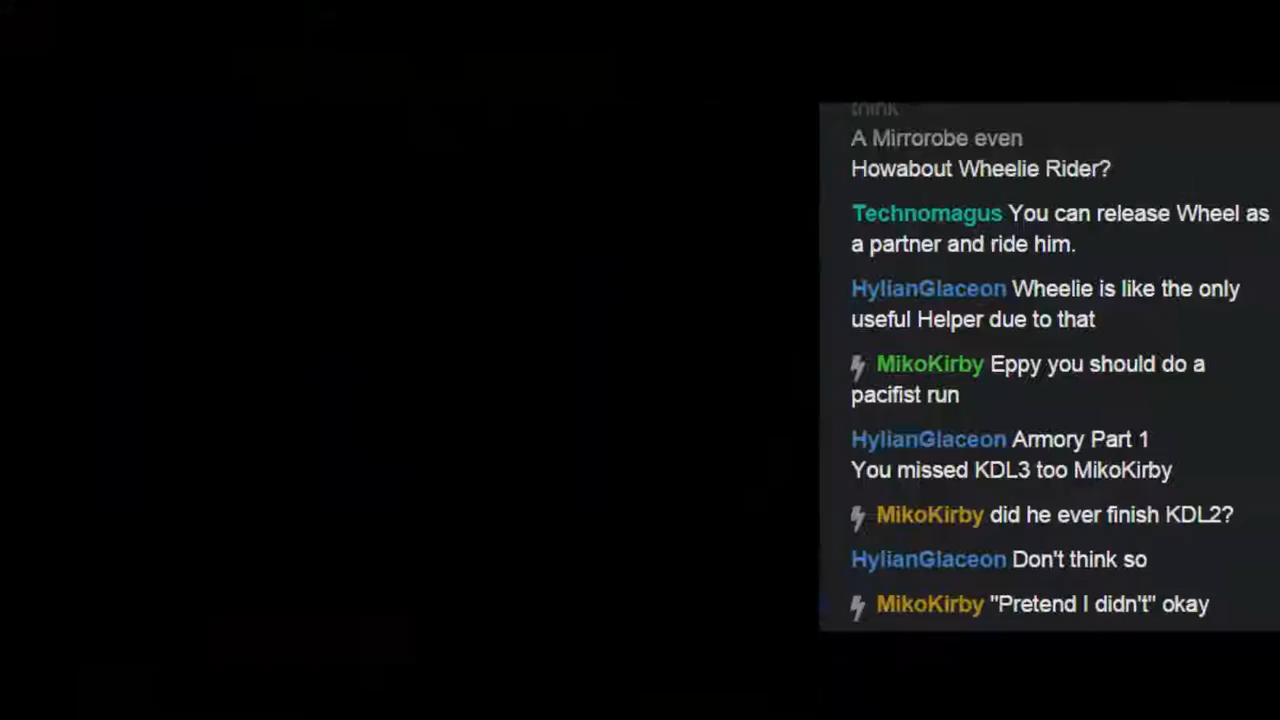 think
A Mirrorobe even
Howabout Wheelie Rider?
Technomagus You can release Wheel as
a partner and ride him.
HylianGlaceon Wheelie is like the only
useful Helper due to that
MikoKirby Eppy you should do a
pacifist run
HylianGlaceon Armory Part 1
You missed KDL3 too MikoKirby
MikoKirby did he ever finish KDL2?
HylianGlaceon Don't think so
MikoKirby "Pretend I didn't" okay